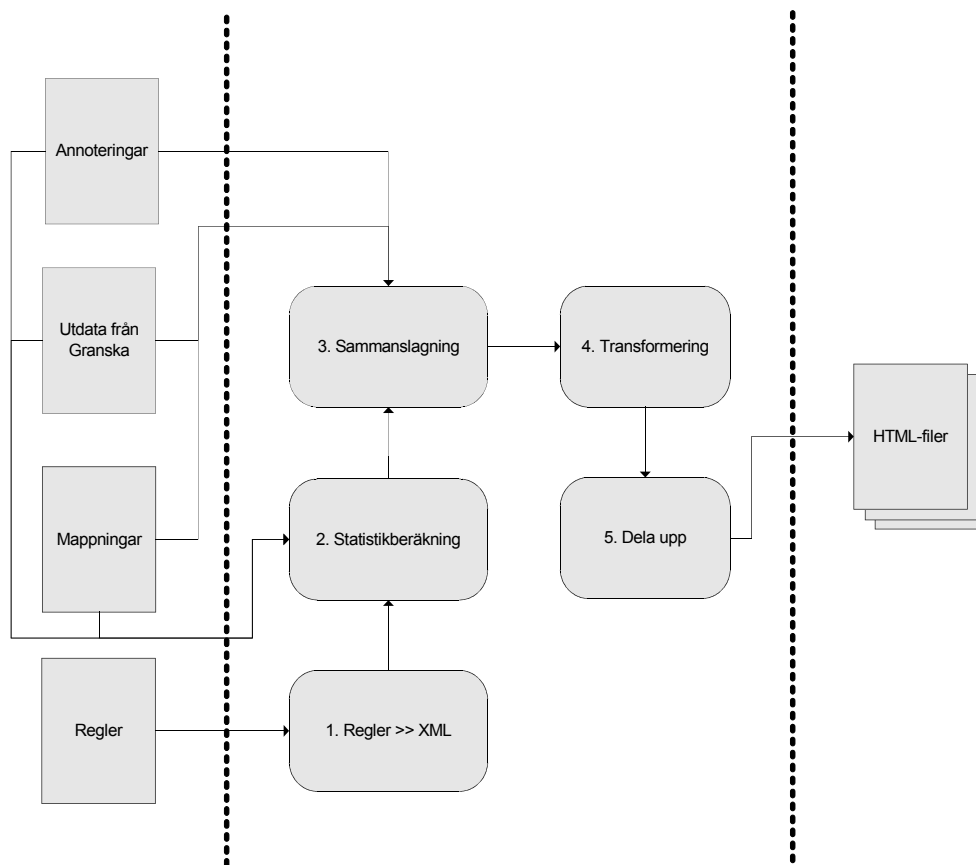 Annoteringar
Utdata från
Granska
Mappningar
Regler
3. Sammanslagning
4. Transformering
2. Statistikberäkning
5. Dela upp
1. Regler >> XML
HTML-filer